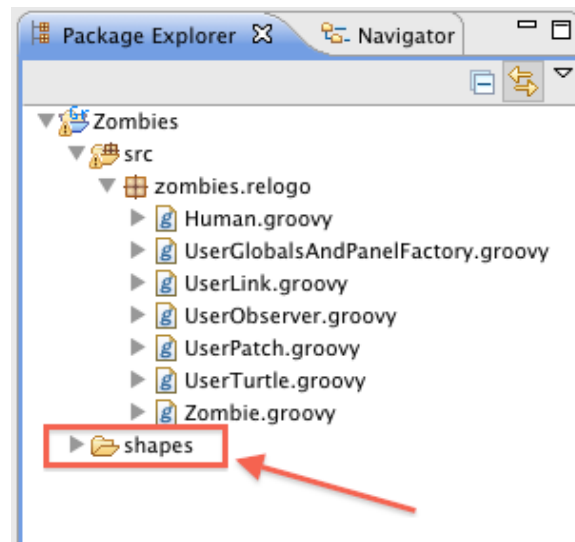 Package Explorer Navigator
Zombies
src
zombies.relogo
Human.groovy
UserGlobalsAndPanelFactory.groovy
UserLink.groovy
UserObserver.groovy
UserPatch.groovy
UserTurtle.groovy
Zombie.groovy
shapes